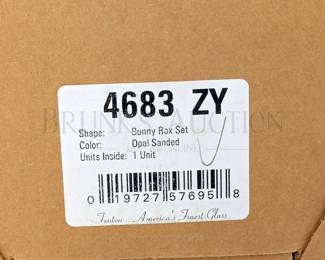 4683 ZY
Shape: Bunny Box Set
Color: Opal Sanded
Units Inside: 1 Unit
BRUNK'S AUCTION
0 19727 57695 8
Fenton......America's Finest Glass